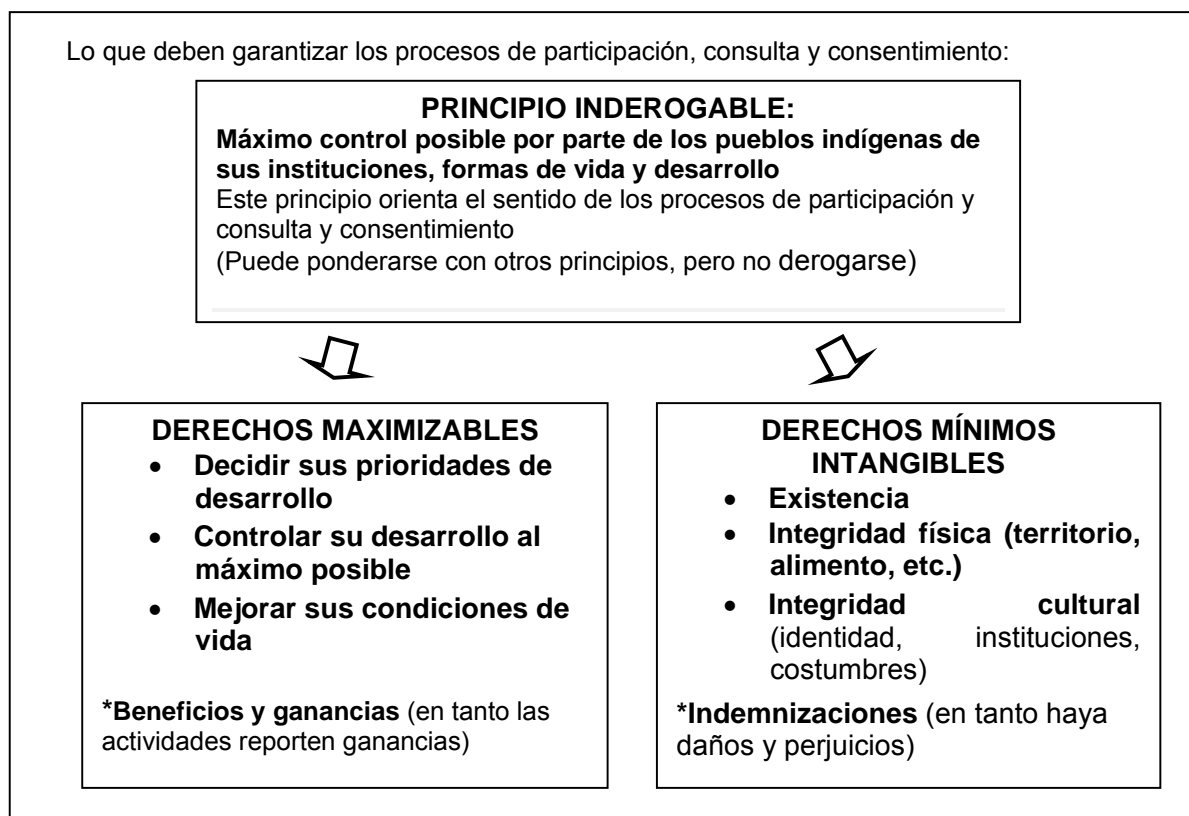 Lo que deben garantizar los procesos de participación, consulta y consentimiento:
PRINCIPIO INDEROGABLE:
Máximo control posible por parte de los pueblos indígenas de
sus instituciones, formas de vida y desarrollo
Este principio orienta el sentido de los procesos de participación y
consulta y consentimiento
(Puede ponderarse con otros principios, pero no derogarse)
DERECHOS MAXIMIZABLES
• Decidir sus prioridades de
desarrollo
• Controlar su desarrollo al
máximo posible
• Mejorar sus condiciones de
vida
*Beneficios y ganancias (en tanto las
actividades reporten ganancias)
DERECHOS MÍNIMOS
INTANGIBLES
• Existencia
• Integridad física (territorio,
alimento, etc.)
• Integridad cultural
(identidad, instituciones,
costumbres)
*Indemnizaciones (en tanto haya
daños y perjuicios)